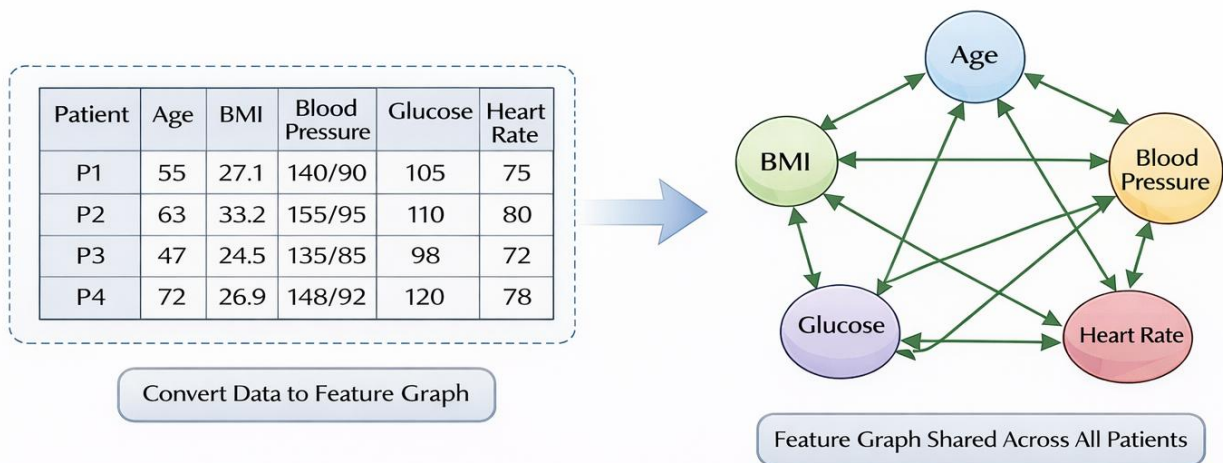 Patient Age BMI Blood Pressure Glucose Heart Rate
P1 55 27.1 140/90 105 75
P2 63 33.2 155/95 110 80
P3 47 24.5 135/85 98 72
P4 72 26.9 148/92 120 78
Convert Data to Feature Graph
Age
BMI
Blood
Pressure
Glucose
Heart Rate
Feature Graph Shared Across All Patients